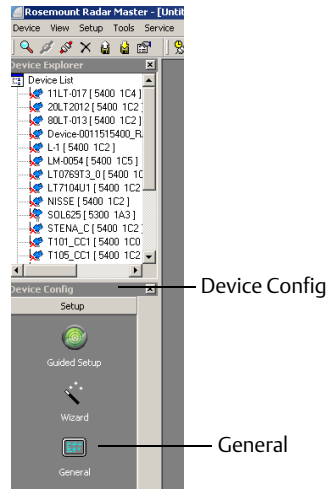 Rosemount Radar Master - [Untit
Device View Setup Tools Service
Device Explorer
Device List
11LT-017 [ 5400 1C4 ]
20LT2012 [ 5400 1C2 ]
80LT-013 [ 5400 1C2 ]
Device-0011515400_R.
L-1 [ 5400 1C2 ]
LM-0054 [ 5400 1C5 ]
LT0769T3_0 [ 5400 1C
LT7104U1 [ 5400 1C2
NISSE [ 5400 1C2 ]
SOL625 [ 5300 1A3 ]
STENA_C [ 5400 1C2 ]
T101_CC1 [ 5400 1C0
T105_CC1 [ 5400 1C2
Device Config
Device Config
Setup
Guided Setup
Wizard
General
General